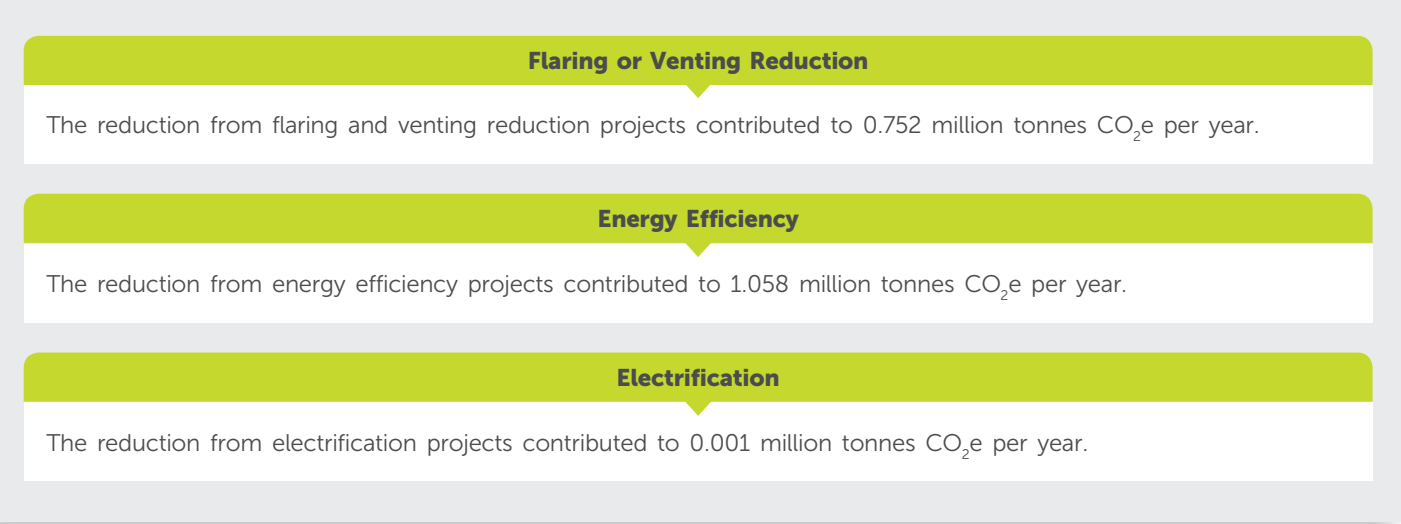 Flaring or Venting Reduction
The reduction from flaring and venting reduction projects contributed to 0.752 million tonnes CO₂e per year.
Energy Efficiency
The reduction from energy efficiency projects contributed to 1.058 million tonnes CO₂e per year.
Electrification
The reduction from electrification projects contributed to 0.001 million tonnes CO₂e per year.